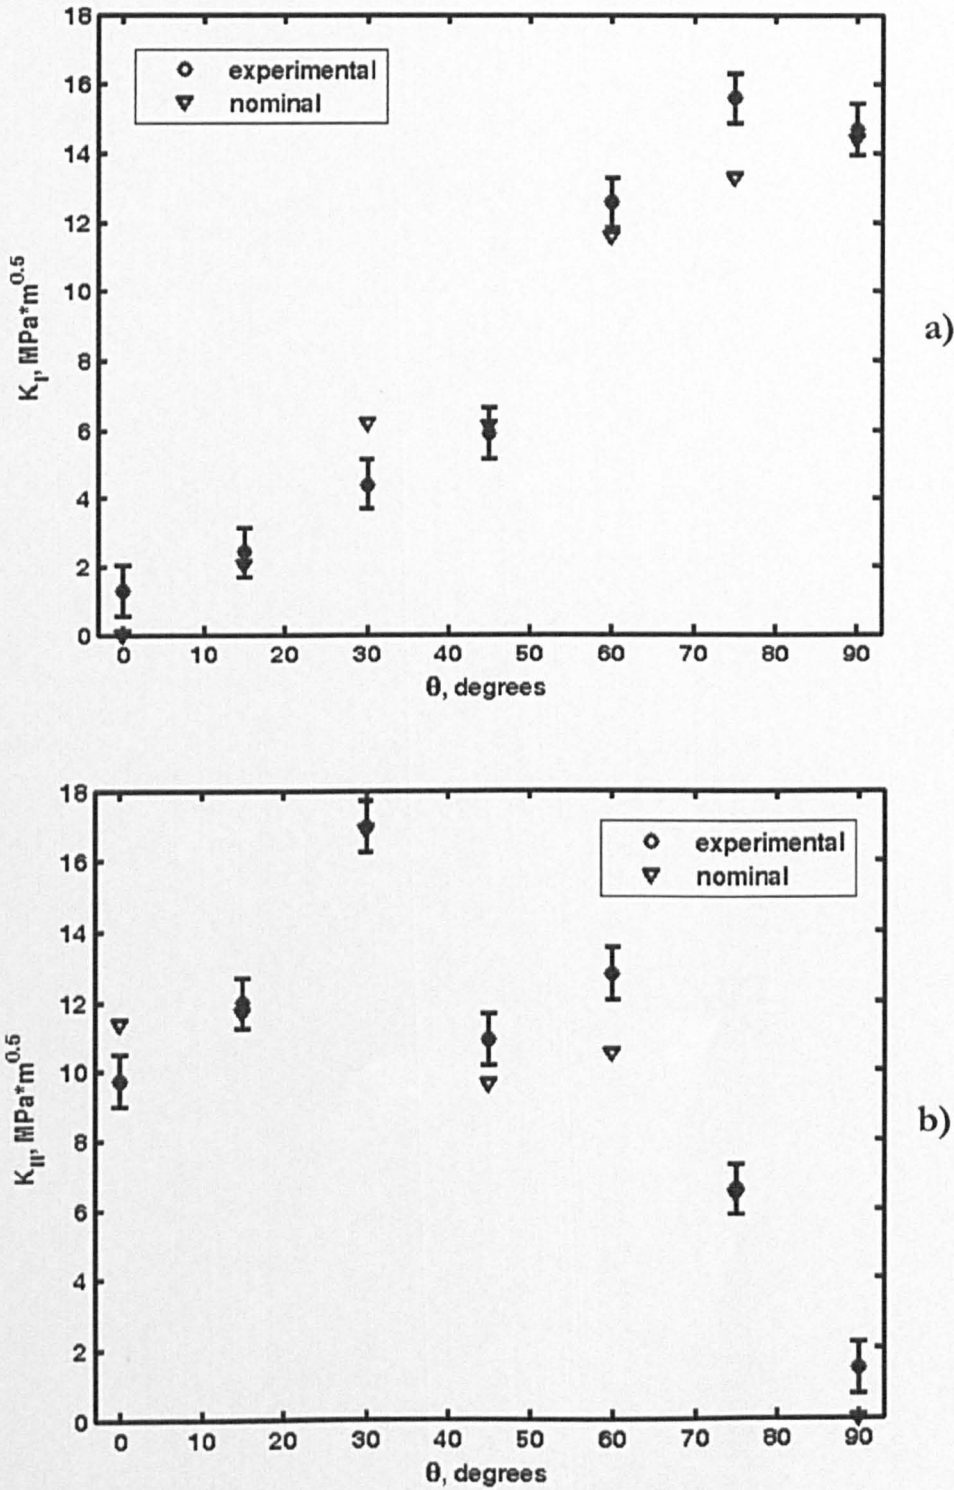 18
16
14
12
10
8
6
4
2
0
experimental
nominal
K_I, MPa*m^0.5
0 10 20 30 40 50 60 70 80 90
θ, degrees
a)
18
16
14
12
10
8
6
4
2
0
experimental
nominal
K_II, MPa*m^0.5
0 10 20 30 40 50 60 70 80 90
θ, degrees
b)